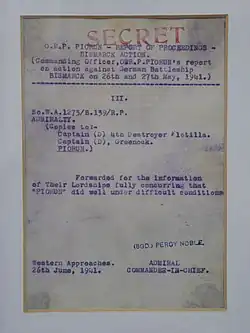 SECRET
O.R.P. PIORUN - REPORT OF PROCEEDINGS -
BISMARCK ACTION.
(Commanding Officer, ORP. PIORUN's report
on action against German Battleship
BISMARCK on 26th and 27th May, 1941.)
III.
No.W.A.1273/B.139/R.P.
ADMIRALTY.
(Copies to:-
Captain (D) 4th Destroyer Flotilla.
Captain (D), Greenock.
PIORUN.)
Forwarded for the information
of Their Lordships fully concurring that
"PIORUN" did well under difficult conditions
(SGD) PERCY NOBLE.
Western Approaches.
26th June, 1941.
ADMIRAL
COMMANDER-IN-CHIEF.